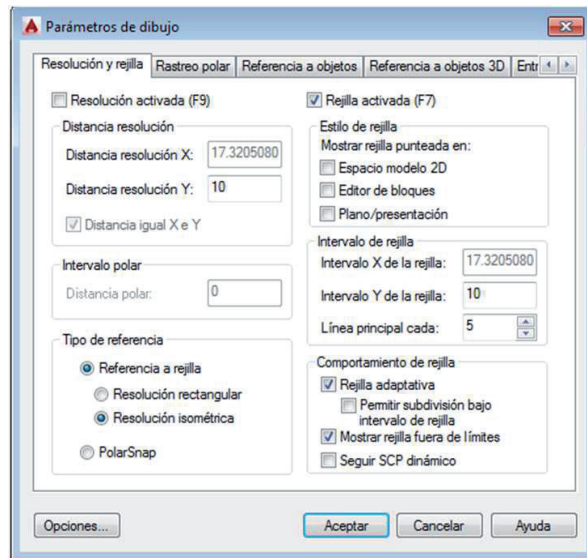 Parámetros de dibujo
Resolución y rejilla
Rastreo polar
Referencia a objetos
Referencia a objetos 3D
Entr
Resolución activada (F9)
Distancia resolución
Distancia resolución X: 17.3205080
Distancia resolución Y: 10
Distancia igual X e Y
Intervalo polar
Distancia polar: 0
Tipo de referencia
Referencia a rejilla
Resolución rectangular
Resolución isométrica
PolarSnap
Rejilla activada (F7)
Estilo de rejilla
Mostrar rejilla punteada en:
Espacio modelo 2D
Editor de bloques
Plano/presentación
Intervalo de rejilla
Intervalo X de la rejilla: 17.3205080
Intervalo Y de la rejilla: 10
Línea principal cada: 5
Comportamiento de rejilla
Rejilla adaptativa
Permitir subdivisión bajo
intervalo de rejilla
Mostrar rejilla fuera de límites
Seguir SCP dinámico
Opciones...
Aceptar
Cancelar
Ayuda